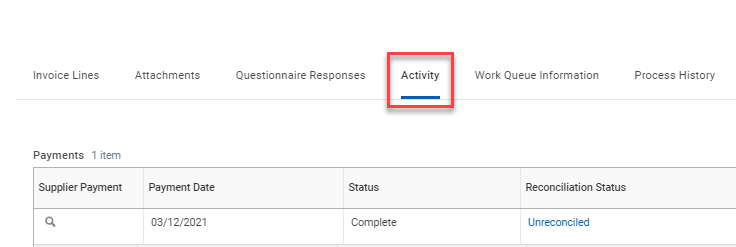 Invoice Lines Attachments Questionnaire Responses Activity Work Queue Information Process History
Payments 1 item
Supplier Payment Payment Date Status Reconciliation Status
03/12/2021 Complete Unreconciled